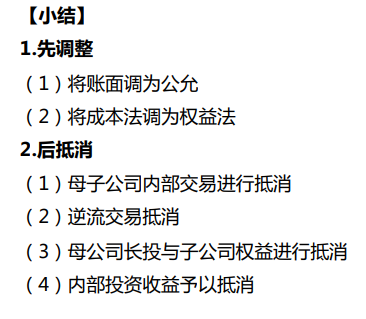 【小结】
1.先调整
（1）将账面调为公允
（2）将成本法调为权益法
2.后抵消
（1）母子公司内部交易进行抵消
（2）逆流交易抵消
（3）母公司长投与子公司权益进行抵消
（4）内部投资收益予以抵消